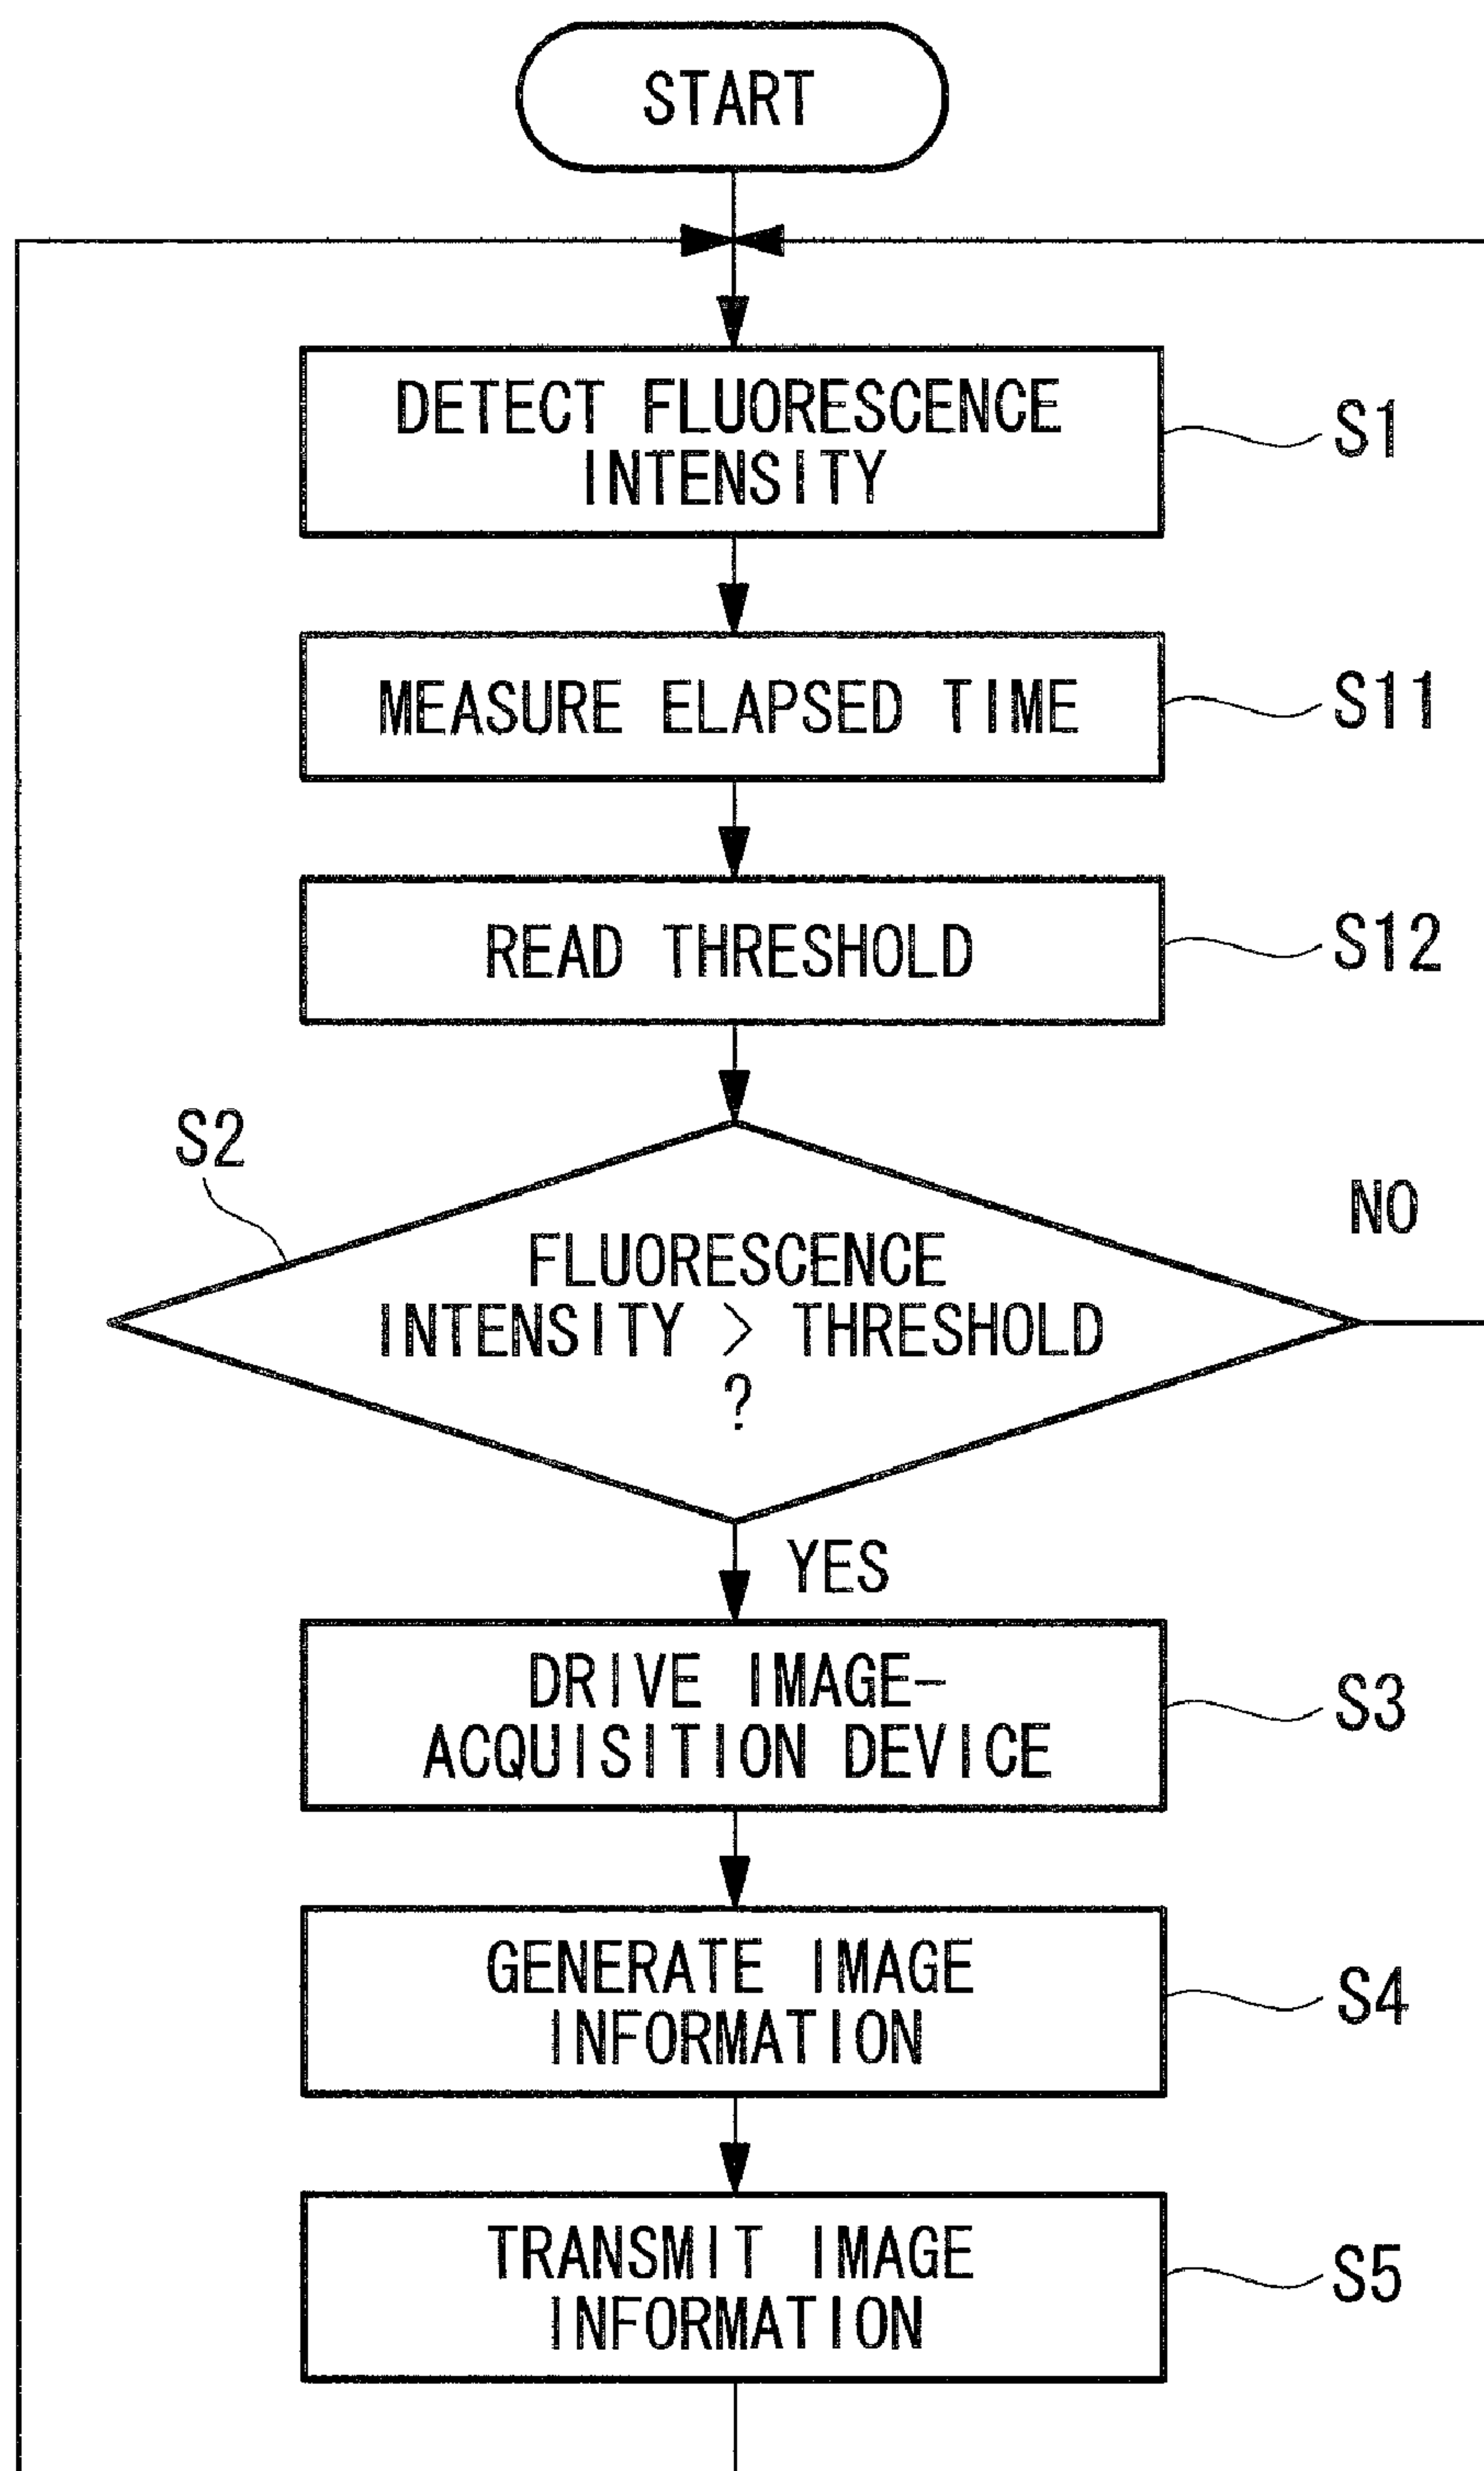 START
DETECT FLUORESCENCE
INTENSITY
S1
MEASURE ELAPSED TIME
S11
READ THRESHOLD
S12
S2
FLUORESCENCE
INTENSITY > THRESHOLD
?
NO
YES
DRIVE IMAGE-
ACQUISITION DEVICE
S3
GENERATE IMAGE
INFORMATION
S4
TRANSMIT IMAGE
INFORMATION
S5